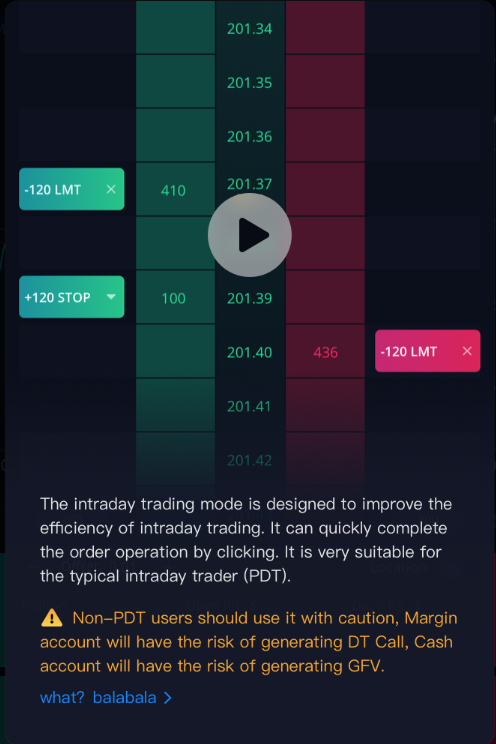 201.34
201.35
201.36
-120 LMT × 410 201.37
+120 STOP 100 201.39
201.40 436 -120 LMT ×
201.41
201.42
The intraday trading mode is designed to improve the
efficiency of intraday trading. It can quickly complete
the order operation by clicking. It is very suitable for
the typical intraday trader (PDT).
⚠ Non-PDT users should use it with caution, Margin
account will have the risk of generating DT Call, Cash
account will have the risk of generating GFV.
what? balabala >